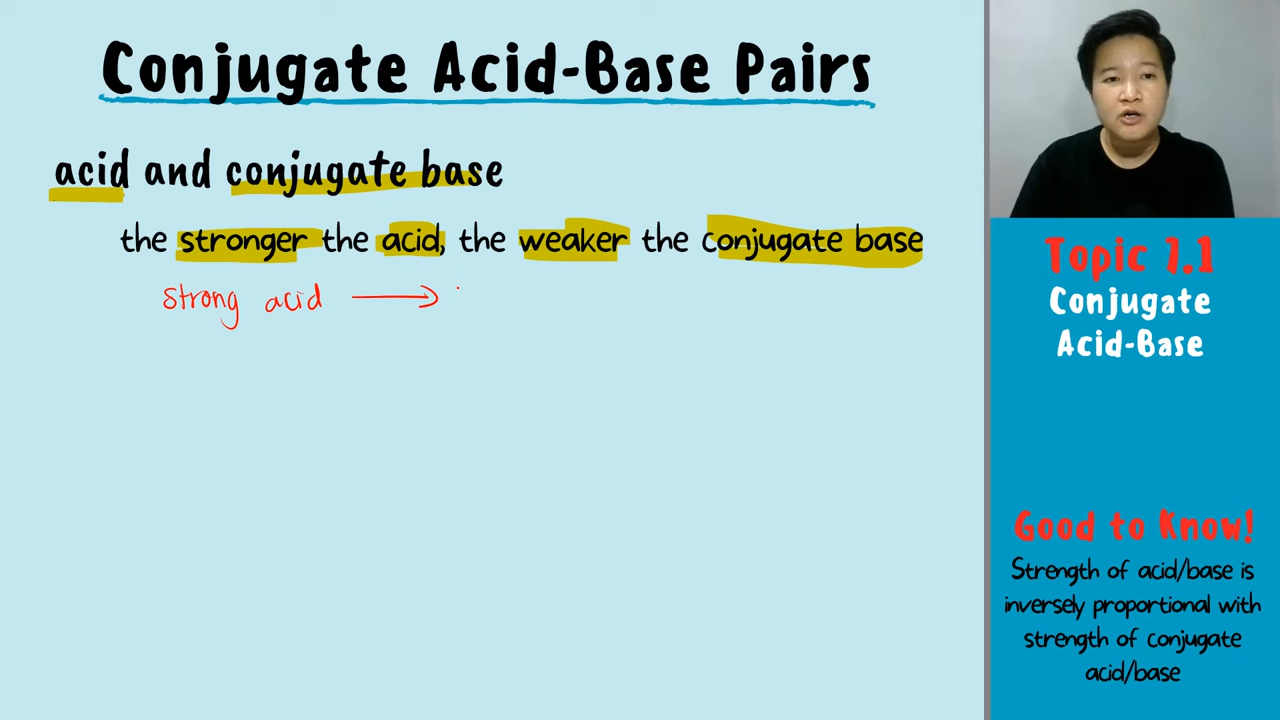 Conjugate Acid-Base Pairs
acid and conjugate base
the stronger the acid, the weaker the conjugate base
strong acid →
Topic 7.1
Conjugate
Acid-Base
Good to Know!
Strength of acid/base is
inversely proportional with
strength of conjugate
acid/base